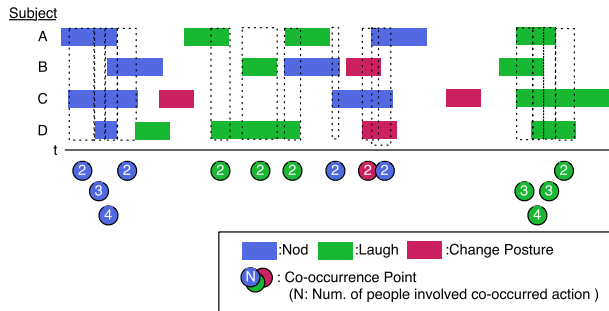 Subject
A
B
C
D
t
2 2 2 2 2 2 2 2 2
3 3 3
4 4
:Nod :Laugh :Change Posture
N : Co-occurrence Point
(N: Num. of people involved co-occurred action )